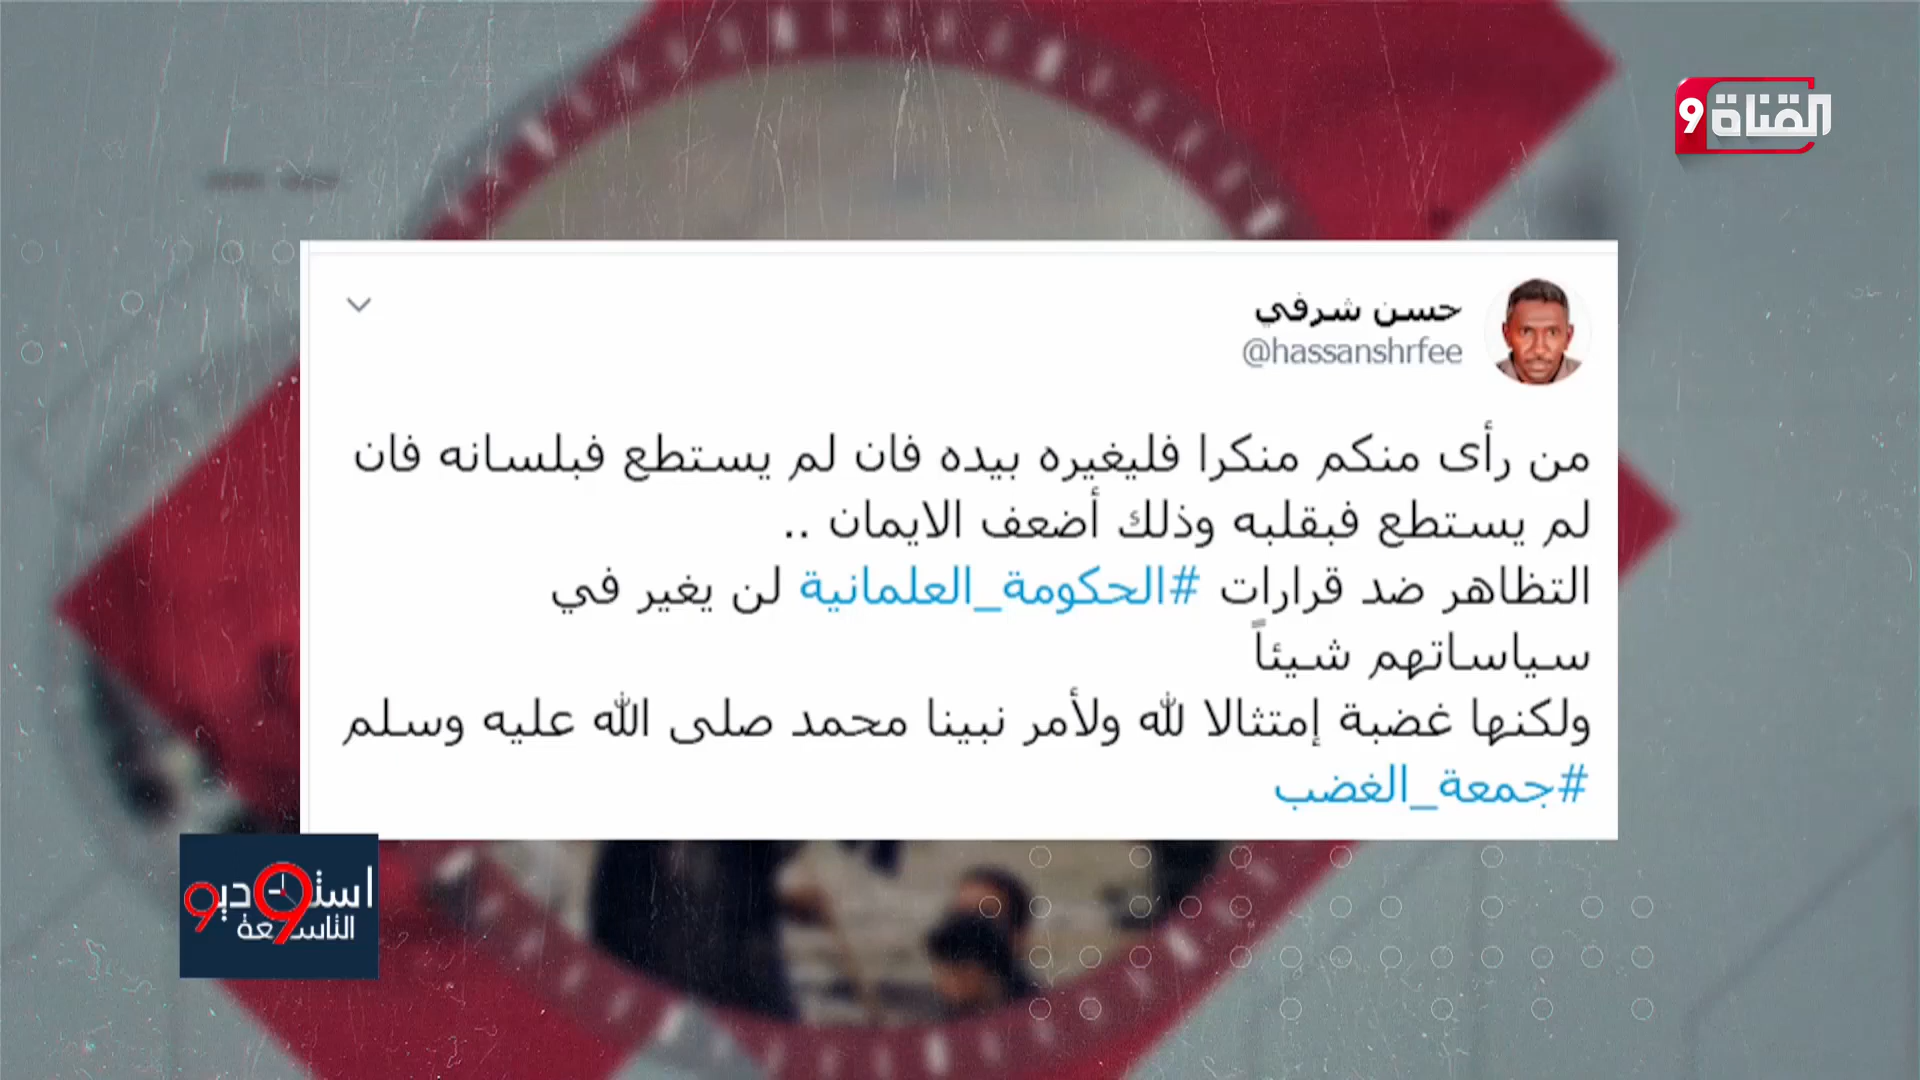 القناة 9
حسن شرفي
@hassanshrfee
من رأى منكم منكرا فليغيره بيده فان لم يستطع فبلسانه فان
لم يستطع فبقلبه وذلك أضعف الايمان ..
التظاهر ضد قرارات #الحكومة_العلمانية لن يغير في
سياساتهم شيئاً
ولكنها غضبة إمتثالا لله ولأمر نبينا محمد صلى الله عليه وسلم
#جمعة_الغضب
استوديو 9
التاسعة